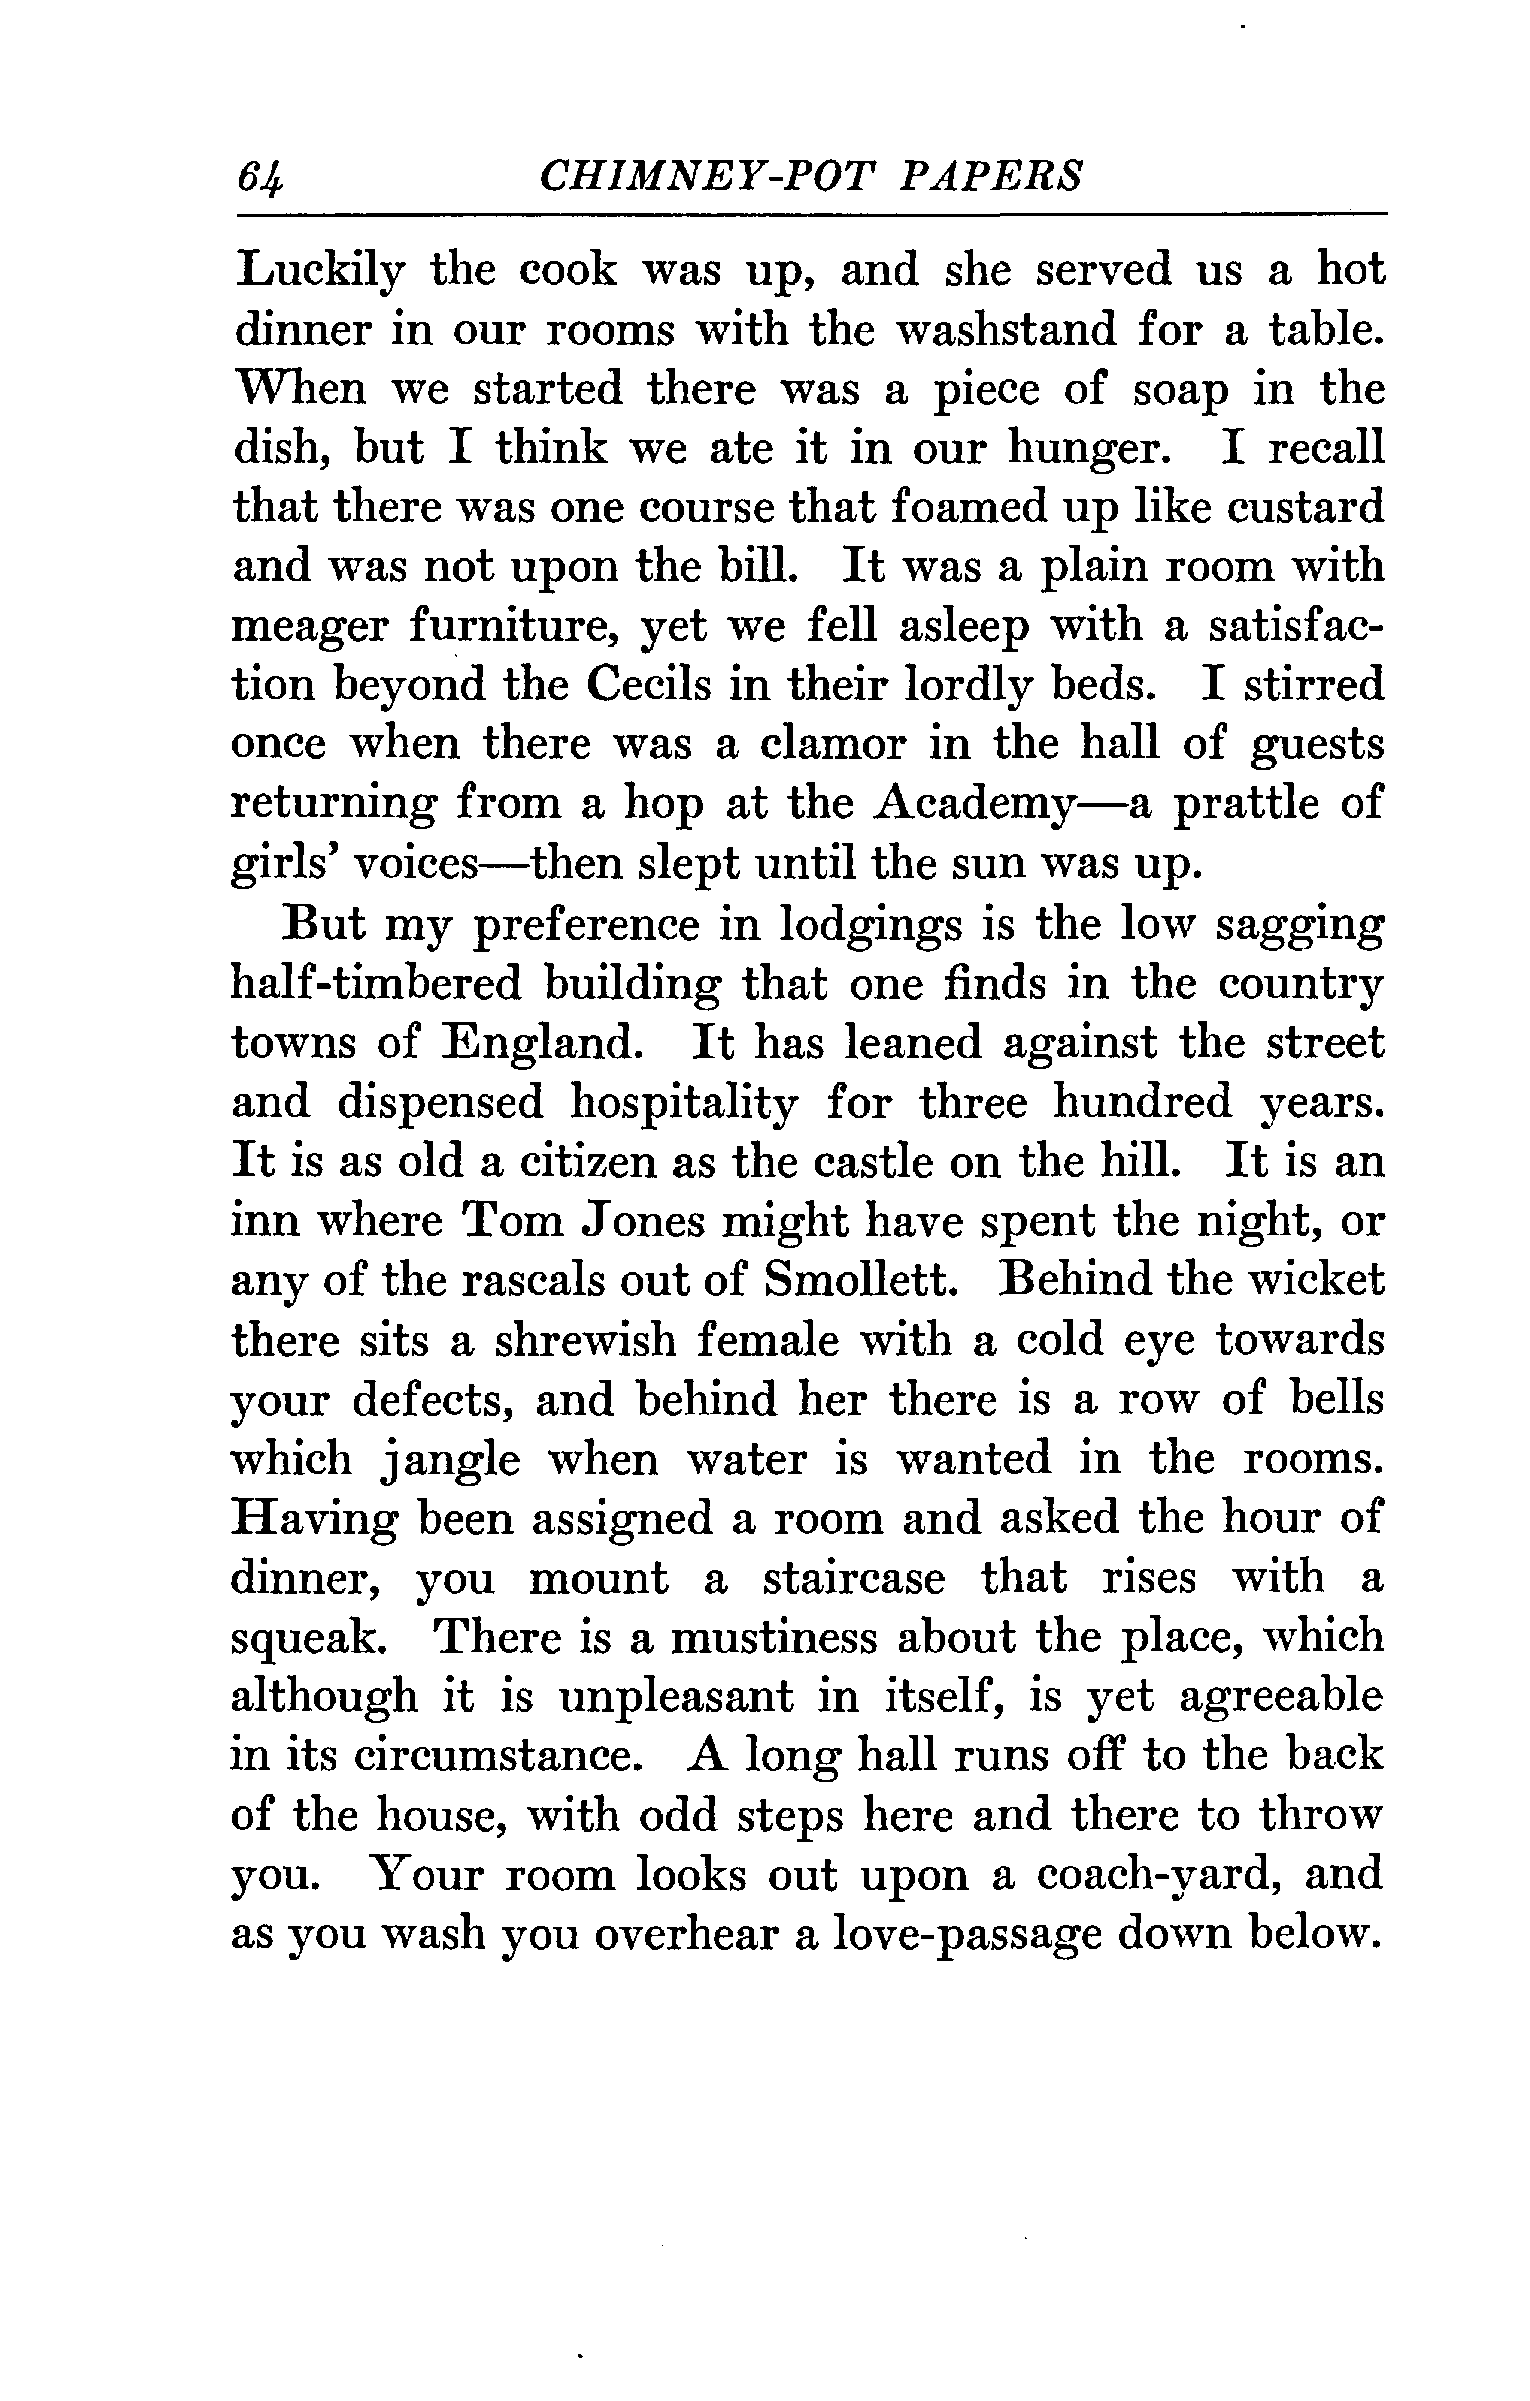 64 CHIMNEY-POT PAPERS
Luckily the cook was up, and she served us a hot
dinner in our rooms with the washstand for a table.
When we started there was a piece of soap in the
dish, but I think we ate it in our hunger. I recall
that there was one course that foamed up like custard
and was not upon the bill. It was a plain room with
meager furniture, yet we fell asleep with a satisfac-
tion beyond the Cecils in their lordly beds. I stirred
once when there was a clamor in the hall of guests
returning from a hop at the Academy—a prattle of
girls' voices—then slept until the sun was up.
But my preference in lodgings is the low sagging
half-timbered building that one finds in the country
towns of England. It has leaned against the street
and dispensed hospitality for three hundred years.
It is as old a citizen as the castle on the hill. It is an
inn where Tom Jones might have spent the night, or
any of the rascals out of Smollett. Behind the wicket
there sits a shrewish female with a cold eye towards
your defects, and behind her there is a row of bells
which jangle when water is wanted in the rooms.
Having been assigned a room and asked the hour of
dinner, you mount a staircase that rises with a
squeak. There is a mustiness about the place, which
although it is unpleasant in itself, is yet agreeable
in its circumstance. A long hall runs off to the back
of the house, with odd steps here and there to throw
you. Your room looks out upon a coach-yard, and
as you wash you overhear a love-passage down below.